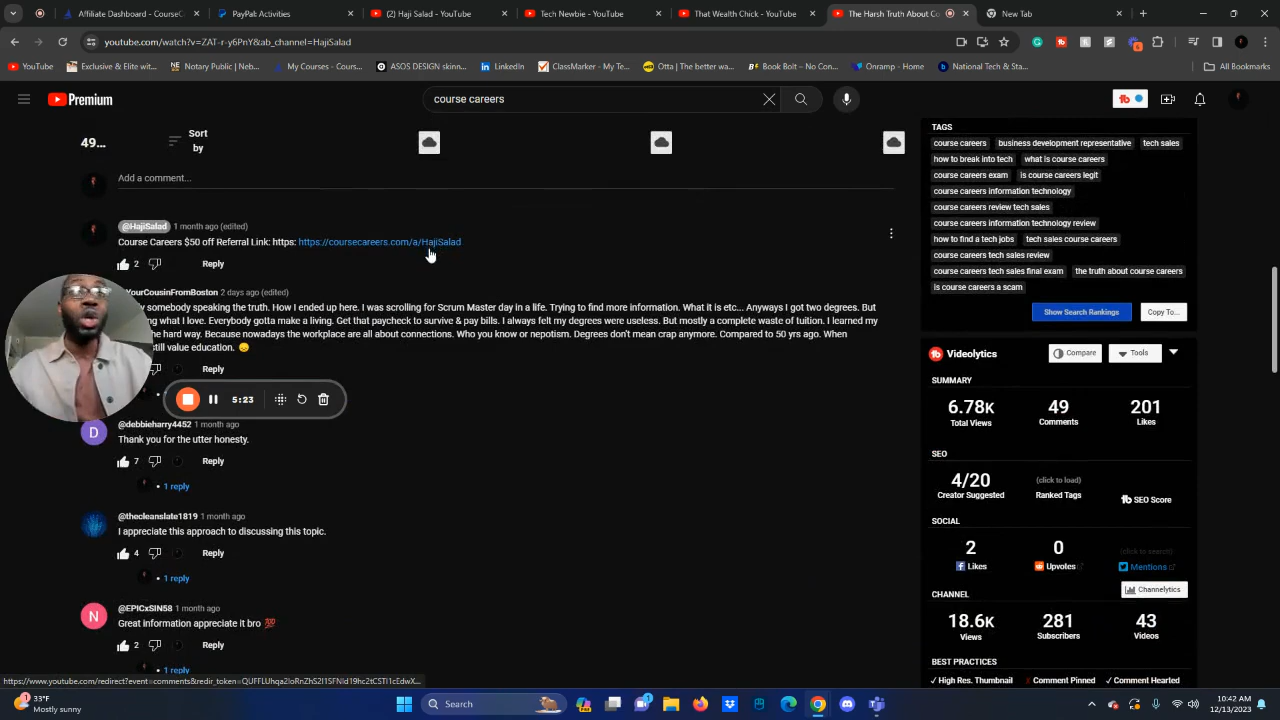 Affiliate Dashboard - CourseC
PayPal: Activities
(2) Haji Salad - YouTube
Tech Newbie - YouTube
That Wealth Chick - YouTube
The Harsh Truth About Co
New Tab
youtube.com/watch?v=ZAT-r-y6PnY&ab_channel=HajiSalad
6
YouTube
Exclusive & Elite wit...
Notary Public | Neb...
My Courses - Cours...
ASOS DESIGN skinn...
LinkedIn
ClassMarker - My Te...
Otta | The better wa...
Book Bolt – No Con...
Onramp - Home
National Tech & Sta...
All Bookmarks
Premium
course careers
49...
Sort
by
Add a comment...
@HajiSalad 1 month ago (edited)
Course Careers $50 off Referral Link: https: https://coursecareers.com/a/HajiSalad
2 Reply
YourCousinFromBoston 2 days ago (edited)
somebody speaking the truth. How I ended up here. I was scrolling for Scrum Master day in a life. Trying to find more information. What it is etc... Anyways I got two degrees. But
ing what I love. Everybody gotta make a living. Get that paycheck to survive & pay bills. I always felt my degrees were useless. But mostly a complete waste of tuition. I learned my
he hard way. Because nowadays the workplace are all about connections. Who you know or nepotism. Degrees don't mean crap anymore. Compared to 50 yrs ago. When
still value education. 😞
Reply
5:23
@debbieharry4452 1 month ago
D
Thank you for the utter honesty.
7 Reply
1 reply
@thecleanslate1819 1 month ago
I appreciate this approach to discussing this topic.
4 Reply
1 reply
@EPICxSIN58 1 month ago
N
Great information appreciate it bro 💯
2 Reply
1 reply
TAGS
course careers business development representative tech sales
how to break into tech what is course careers
course careers exam is course careers legit
course careers information technology
course careers review tech sales
course careers information technology review
how to find a tech jobs tech sales course careers
course careers tech sales review
course careers tech sales final exam the truth about course careers
is course careers a scam
Show Search Rankings
Copy To...
Videolytics
Compare
Tools
SUMMARY
6.78K 49 201
Total Views Comments Likes
SEO
4/20 (click to load)
Creator Suggested Ranked Tags SEO Score
SOCIAL
2 0 (click to search)
Likes Upvotes Mentions
Channelytics
CHANNEL
18.6K 281 43
Views Subscribers Videos
BEST PRACTICES
✓ High Res. Thumbnail ✗ Comment Pinned ✓ Comment Hearted
33°F
Mostly sunny
Search
10:42 AM
12/13/2023